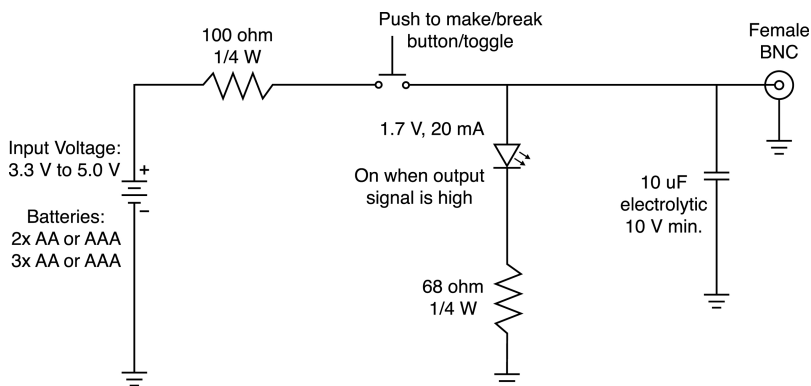 Push to make/break
button/toggle
100 ohm
1/4 W
Female
BNC
1.7 V, 20 mA
Input Voltage:
3.3 V to 5.0 V
+
−
On when output
signal is high
10 uF
electrolytic
10 V min.
Batteries:
2x AA or AAA
3x AA or AAA
68 ohm
1/4 W